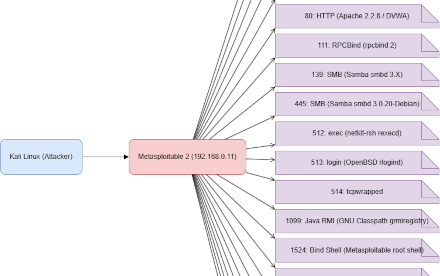 80: HTTP (Apache 2.2.8 / DVWA)
111: RPCBind (rpcbind 2)
139: SMB (Samba smbd 3.X)
445: SMB (Samba smbd 3.0.20-Debian)
Kali Linux (Attacker)
Metasploitable 2 (192.168.0.11)
512: exec (netkit-rsh rexecd)
513: login (OpenBSD rlogind)
514: tcpwrapped
1099: Java RMI (GNU Classpath grmiregistry)
1524: Bind Shell (Metasploitable root shell)